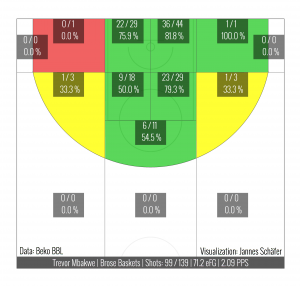 0 / 1
0.0 %
22 / 29
75.9 %
36 / 44
81.8 %
1 / 1
100.0 %
0 / 0
0.0 %
0 / 0
0.0 %
1 / 3
33.3 %
9 / 18
50.0 %
23 / 29
79.3 %
1 / 3
33.3 %
6 / 11
54.5 %
0 / 0
0.0 %
0 / 0
0.0 %
0 / 0
0.0 %
Data: Beko BBL
Visualization: Jannes Schäfer
Trevor Mbakwe | Brose Baskets | Shots: 99 / 139 | 71.2 eFG | 2.09 PPS